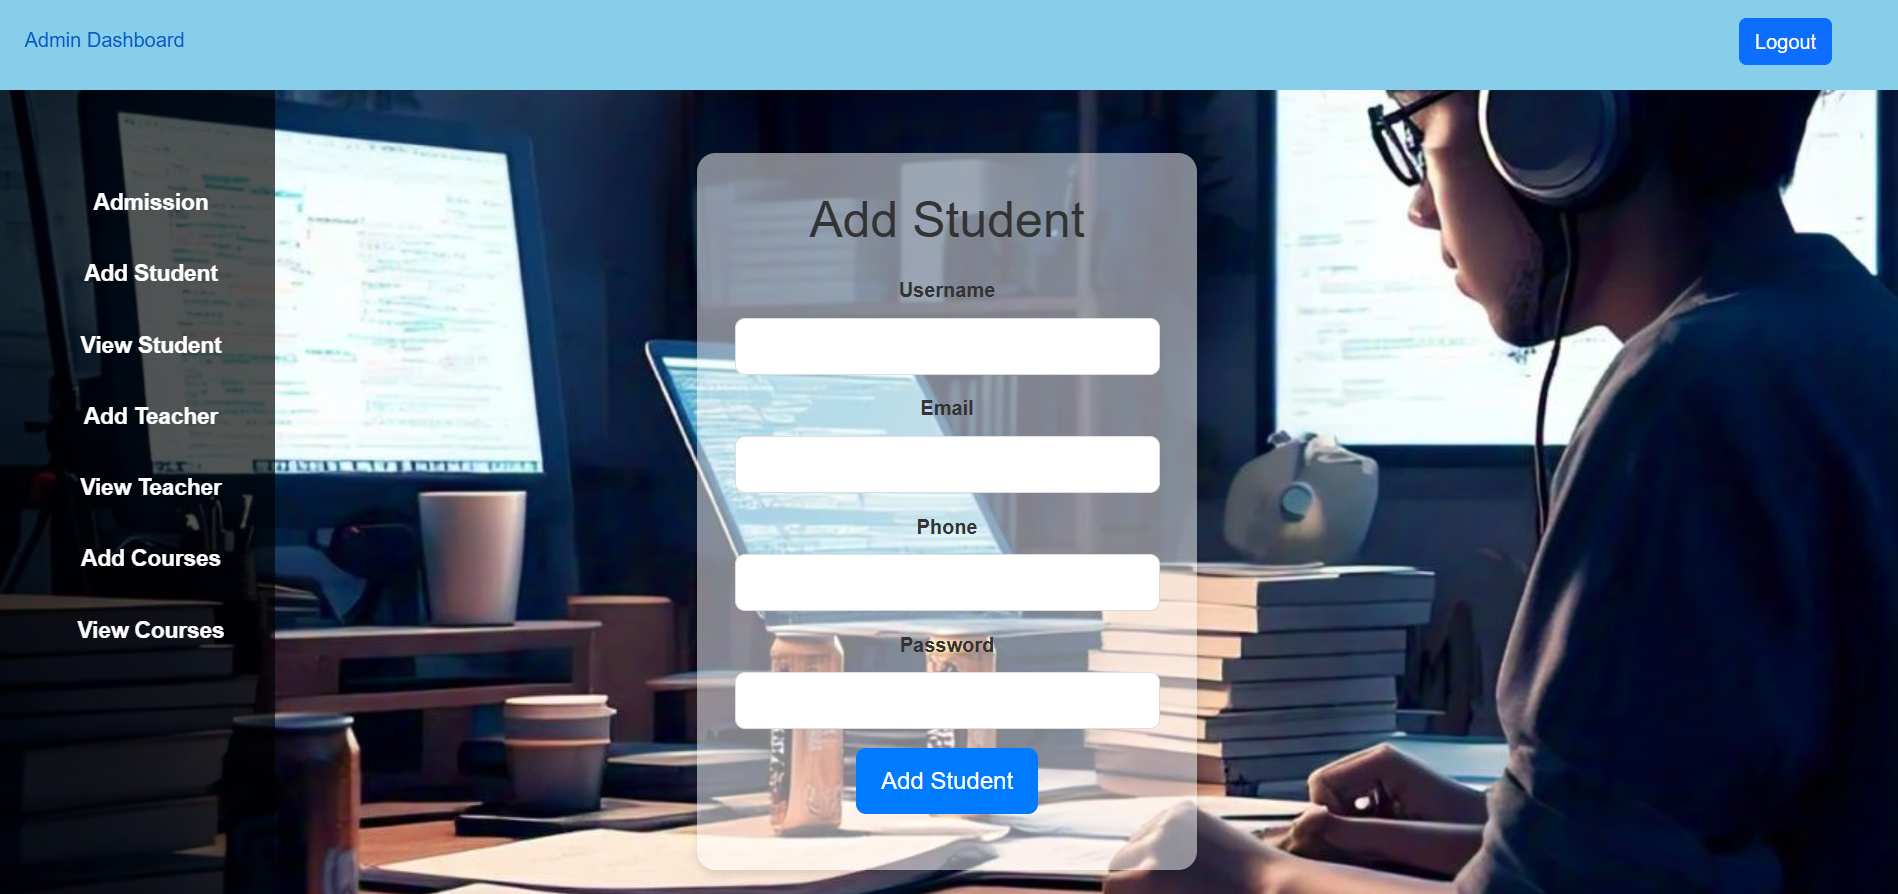 Admin Dashboard
Logout
Admission
Add Student
View Student
Add Teacher
View Teacher
Add Courses
View Courses
Add Student
Username
Email
Phone
Password
Add Student